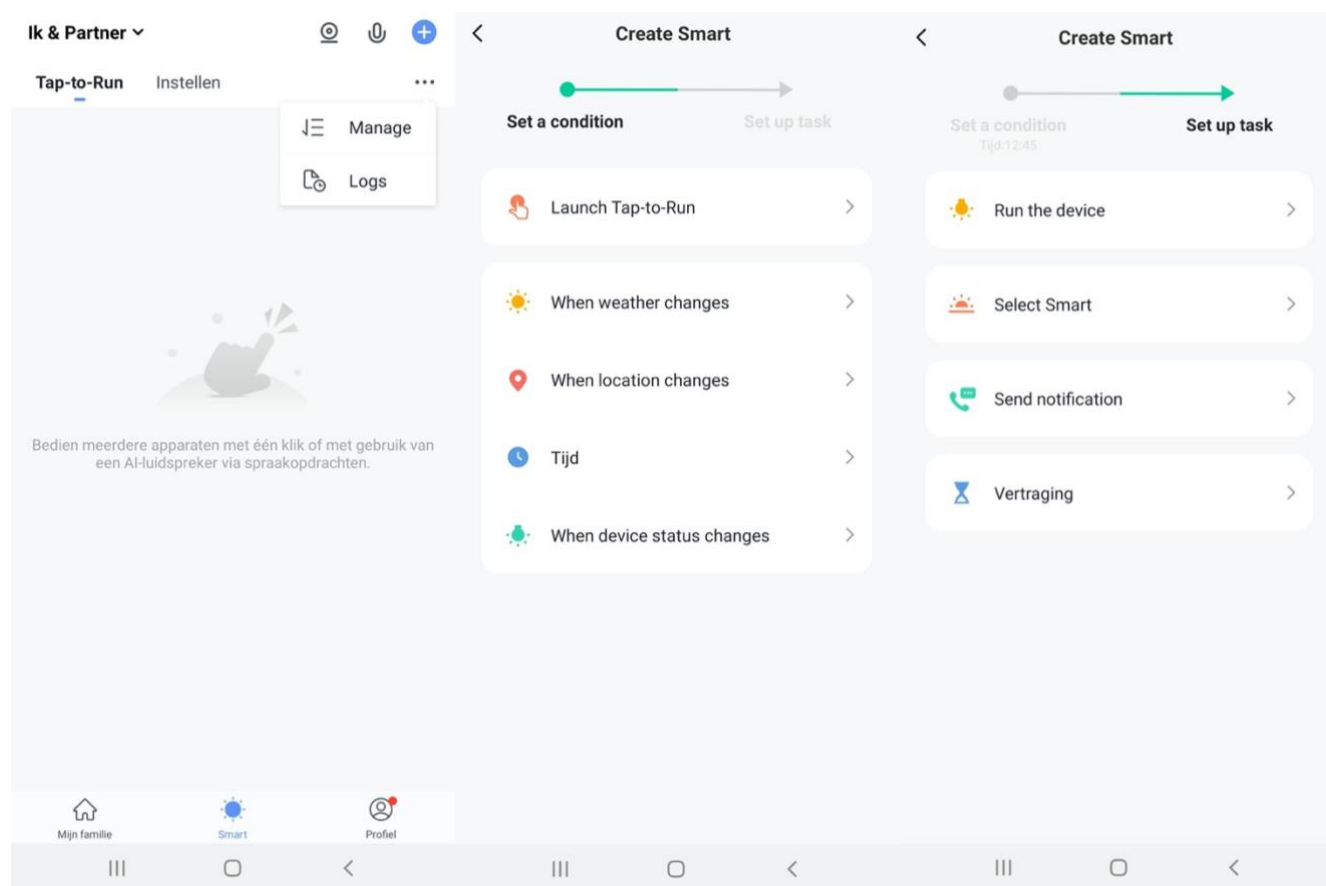 Ik & Partner
Tap-to-Run
Instellen
Manage
Logs
Bedien meerdere apparaten met één klik of met gebruik van
een AI-luidspreker via spraakopdrachten.
Mijn familie
Smart
Profiel
Create Smart
Set a condition
Set up task
Launch Tap-to-Run
When weather changes
When location changes
Tijd
When device status changes
Create Smart
Set a condition
Tijd:12:45
Set up task
Run the device
Select Smart
Send notification
Vertraging